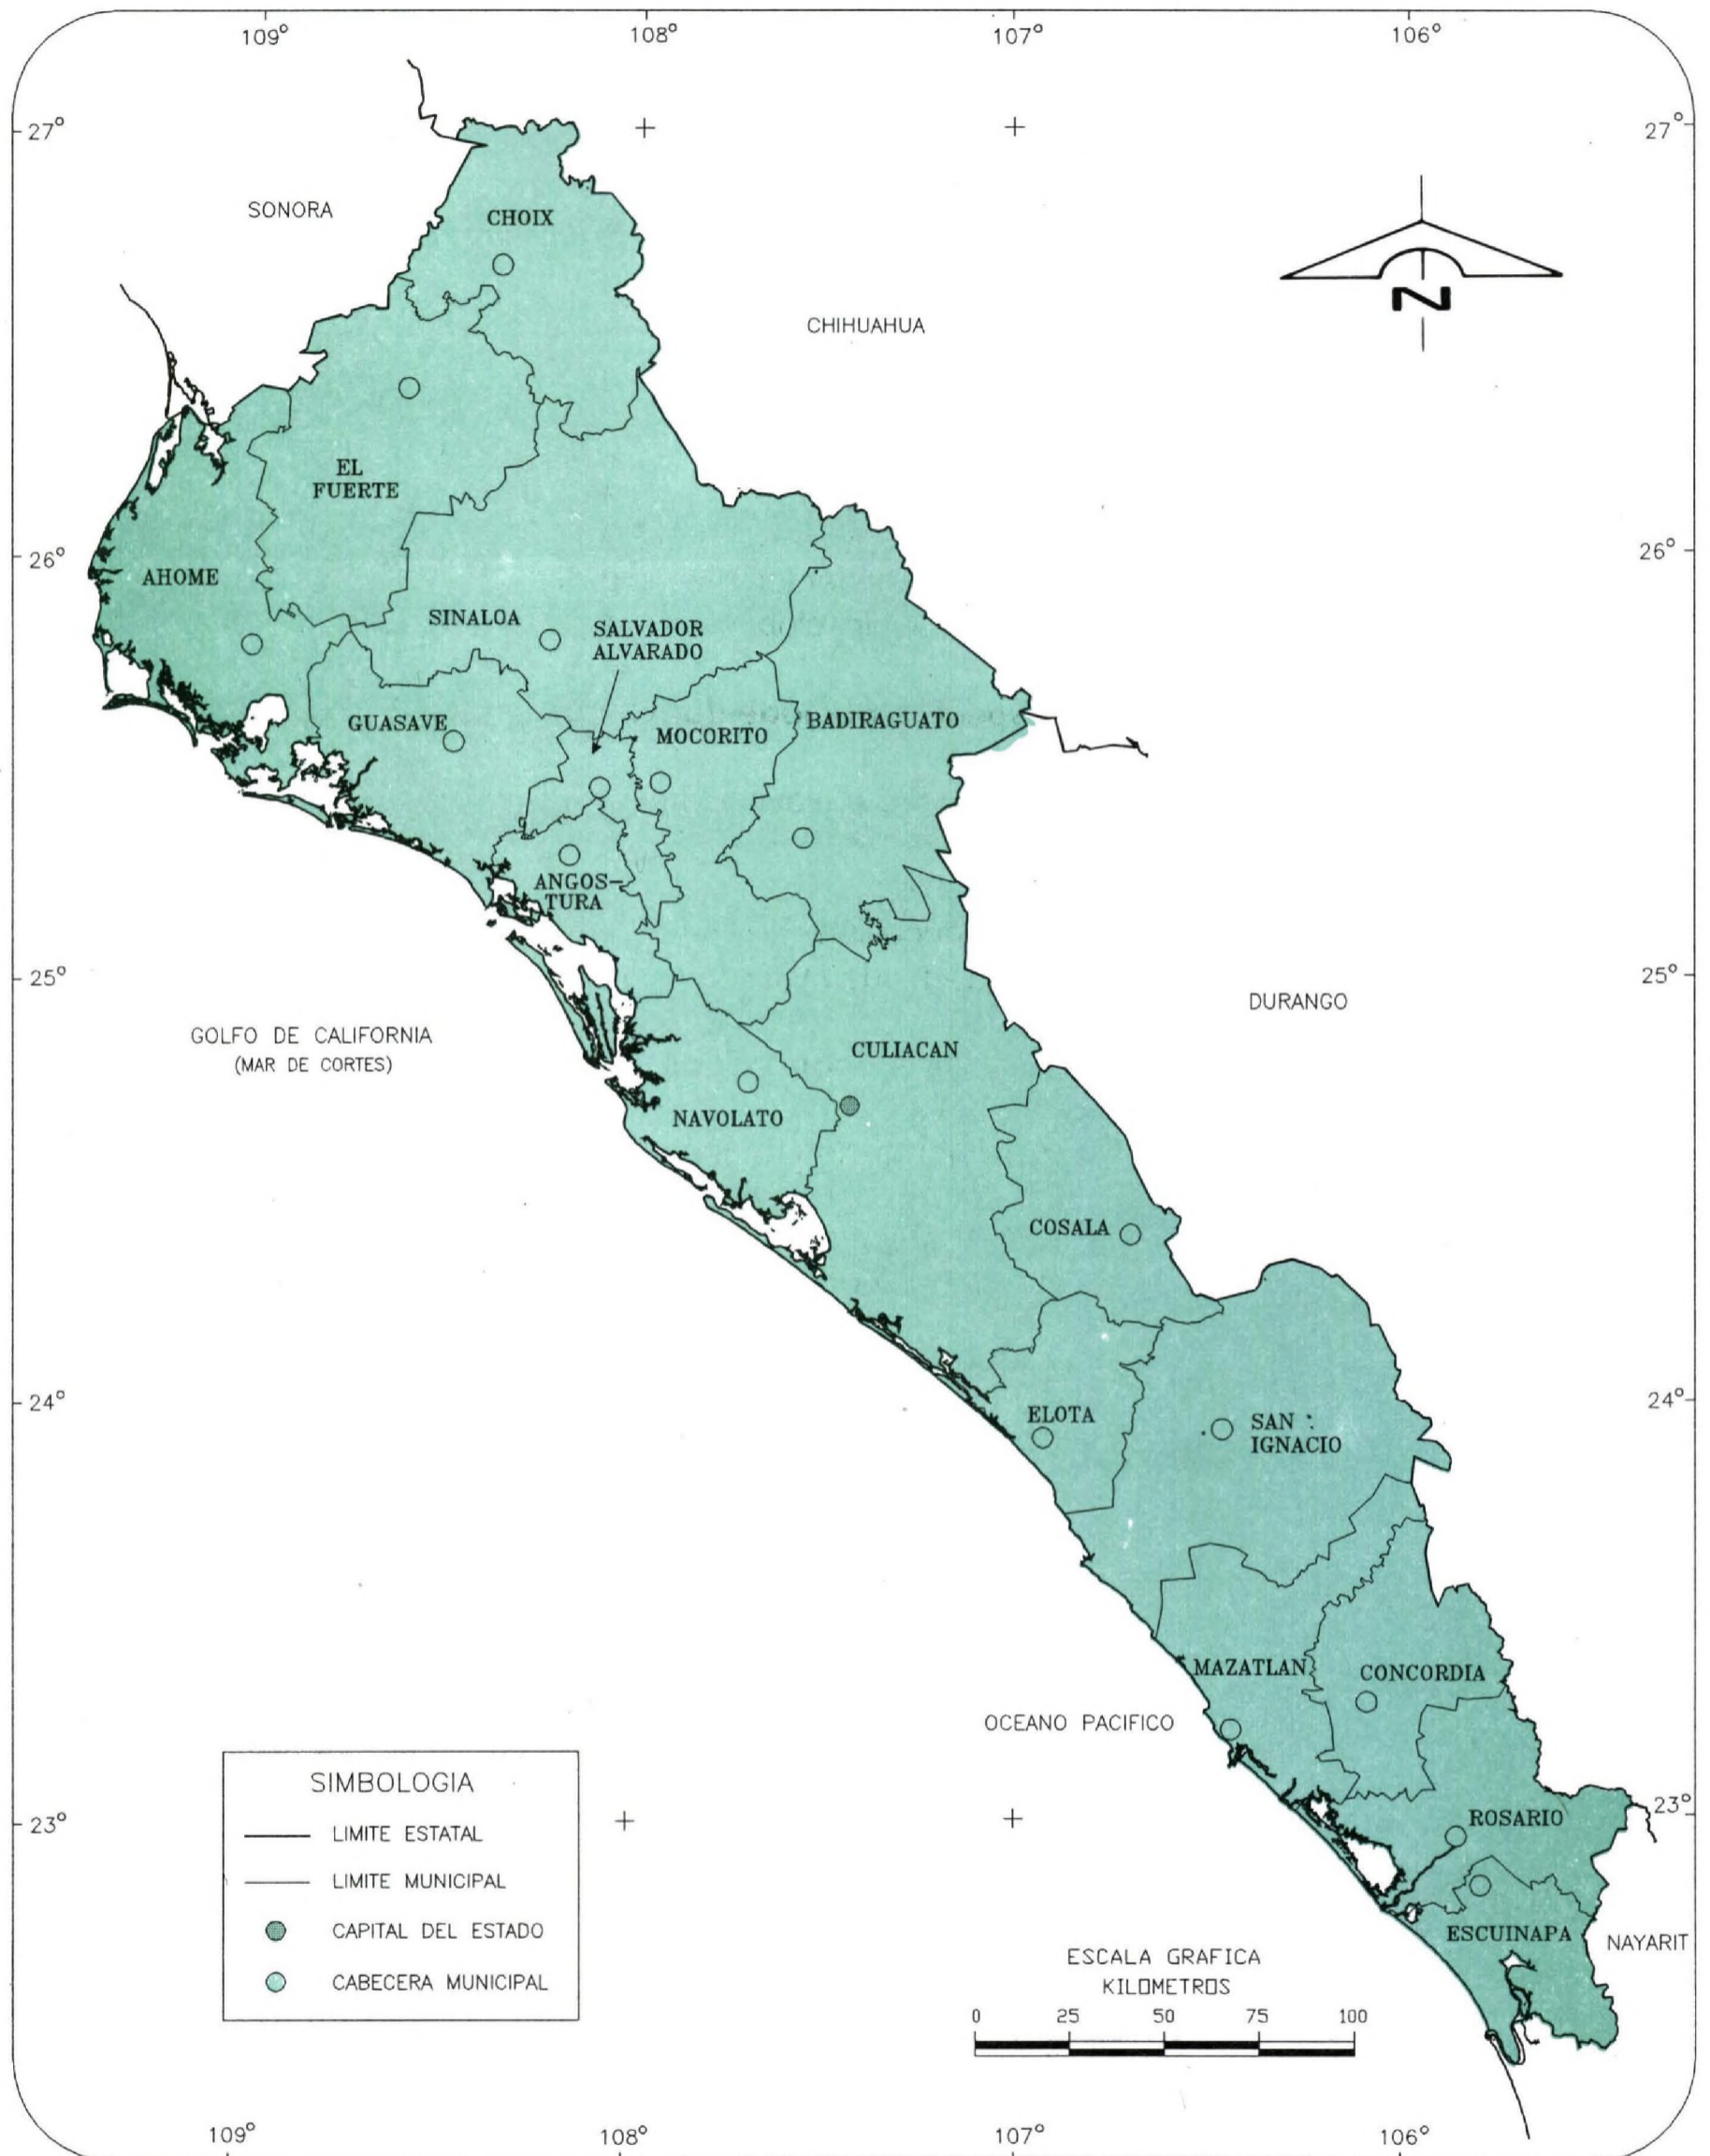 109° 108° 107° 106°
27° 27°
SONORA
CHOIX
N
CHIHUAHUA
EL
FUERTE
26° 26°
AHOME
SINALOA
SALVADOR
ALVARADO
GUASAVE
MOCORITO
BADIRAGUATO
ANGOS-
TURA
25° 25°
DURANGO
GOLFO DE CALIFORNIA
(MAR DE CORTES)
CULIACAN
NAVOLATO
COSALA
24° 24°
ELOTA
SAN
IGNACIO
MAZATLAN
CONCORDIA
OCEANO PACIFICO
SIMBOLOGIA
LIMITE ESTATAL
LIMITE MUNICIPAL
CAPITAL DEL ESTADO
CABECERA MUNICIPAL
23° 23°
ROSARIO
ESCUINAPA
NAYARIT
ESCALA GRAFICA
KILOMETROS
0 25 50 75 100
109° 108° 107° 106°